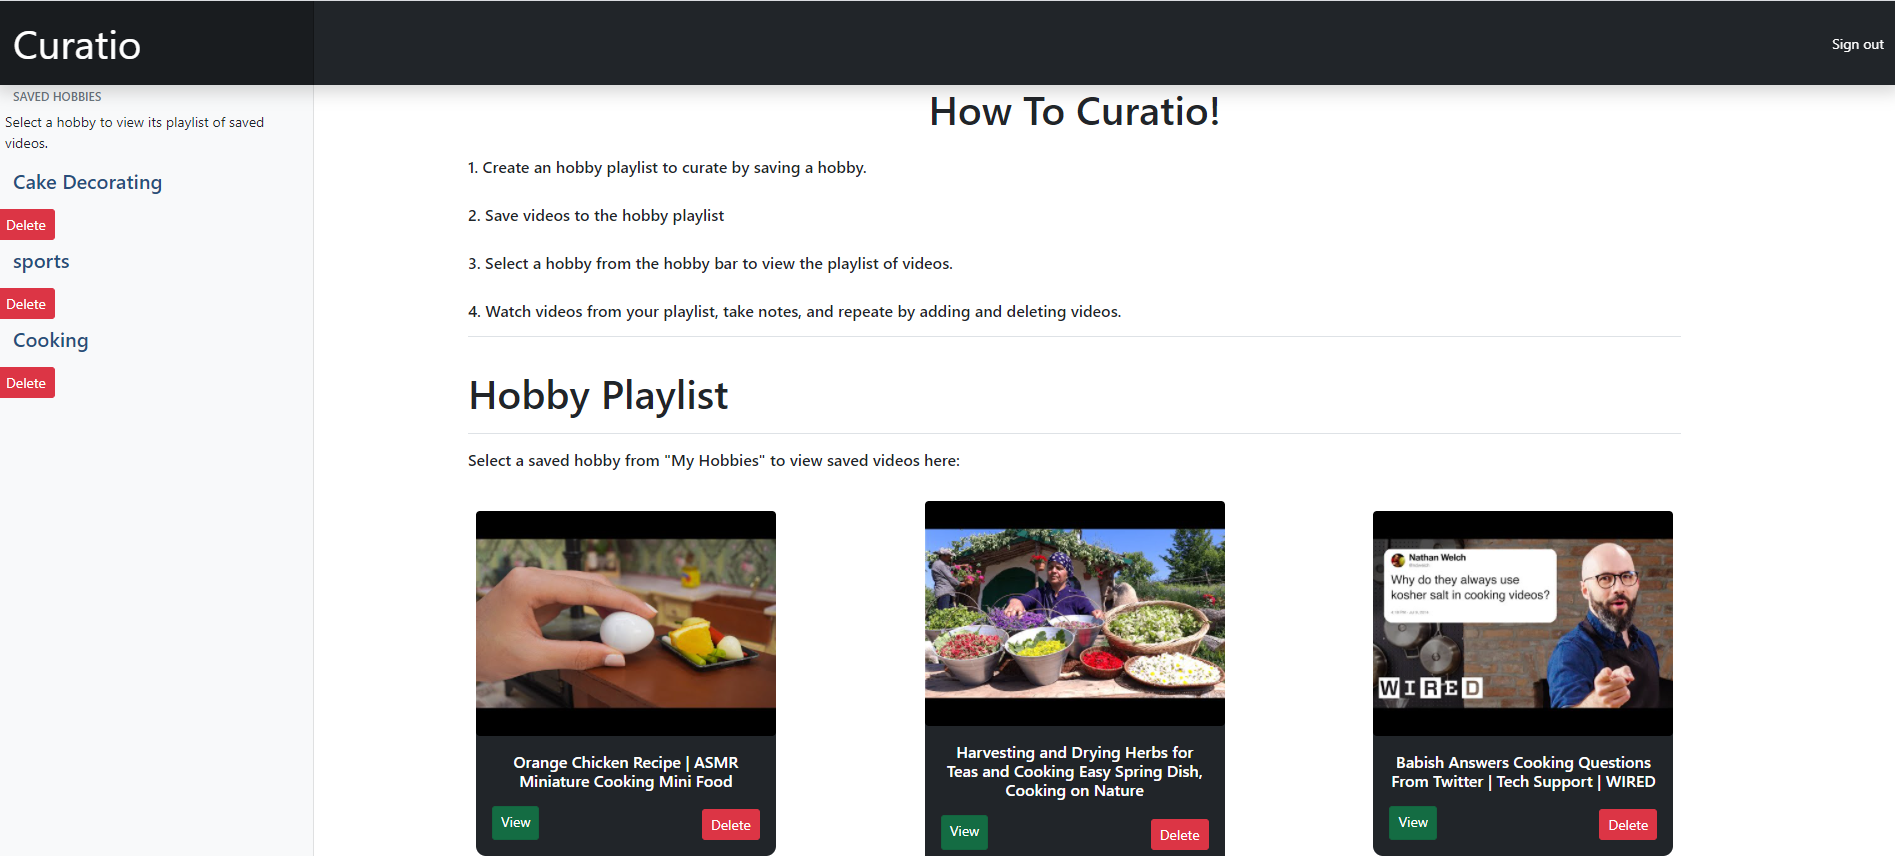 Curatio
Sign out
SAVED HOBBIES
Select a hobby to view its playlist of saved
videos.
Cake Decorating
Delete
sports
Delete
Cooking
Delete
How To Curatio!
1. Create an hobby playlist to curate by saving a hobby.
2. Save videos to the hobby playlist
3. Select a hobby from the hobby bar to view the playlist of videos.
4. Watch videos from your playlist, take notes, and repeate by adding and deleting videos.
Hobby Playlist
Select a saved hobby from "My Hobbies" to view saved videos here:
Orange Chicken Recipe | ASMR
Miniature Cooking Mini Food
View
Delete
Harvesting and Drying Herbs for
Teas and Cooking Easy Spring Dish,
Cooking on Nature
View
Delete
Nathan Welch
Why do they always use
kosher salt in cooking videos?
WIRED
Babish Answers Cooking Questions
From Twitter | Tech Support | WIRED
View
Delete